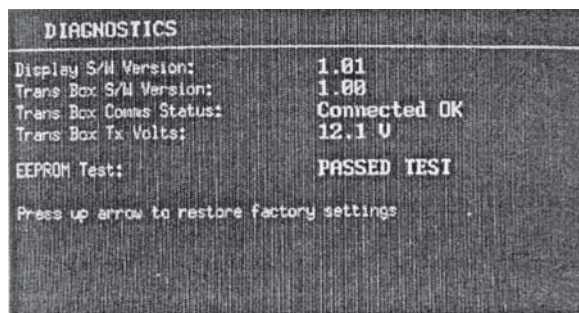 DIAGNOSTICS
Display S/W Version: 1.01
Trans Box S/W Version: 1.00
Trans Box Comms Status: Connected OK
Trans Box Tx Volts: 12.1 V
EEPROM Test: PASSED TEST
Press up arrow to restore factory settings